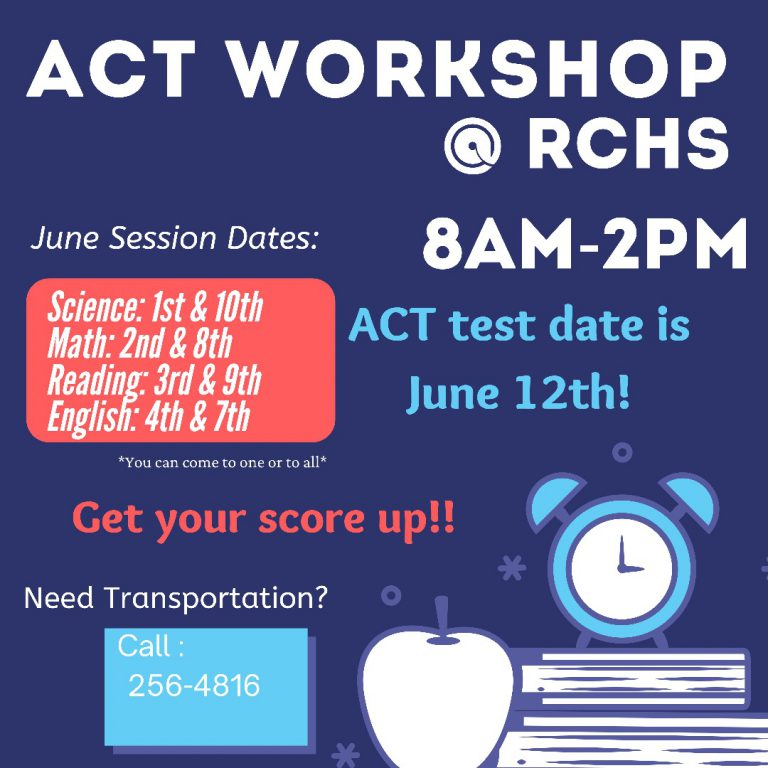 ACT WORKSHOP
@ RCHS
June Session Dates:
8AM-2PM
Science: 1st & 10th
Math: 2nd & 8th
Reading: 3rd & 9th
English: 4th & 7th
*You can come to one or to all*
ACT test date is
June 12th!
Get your score up!!
Need Transportation?
Call :
256-4816